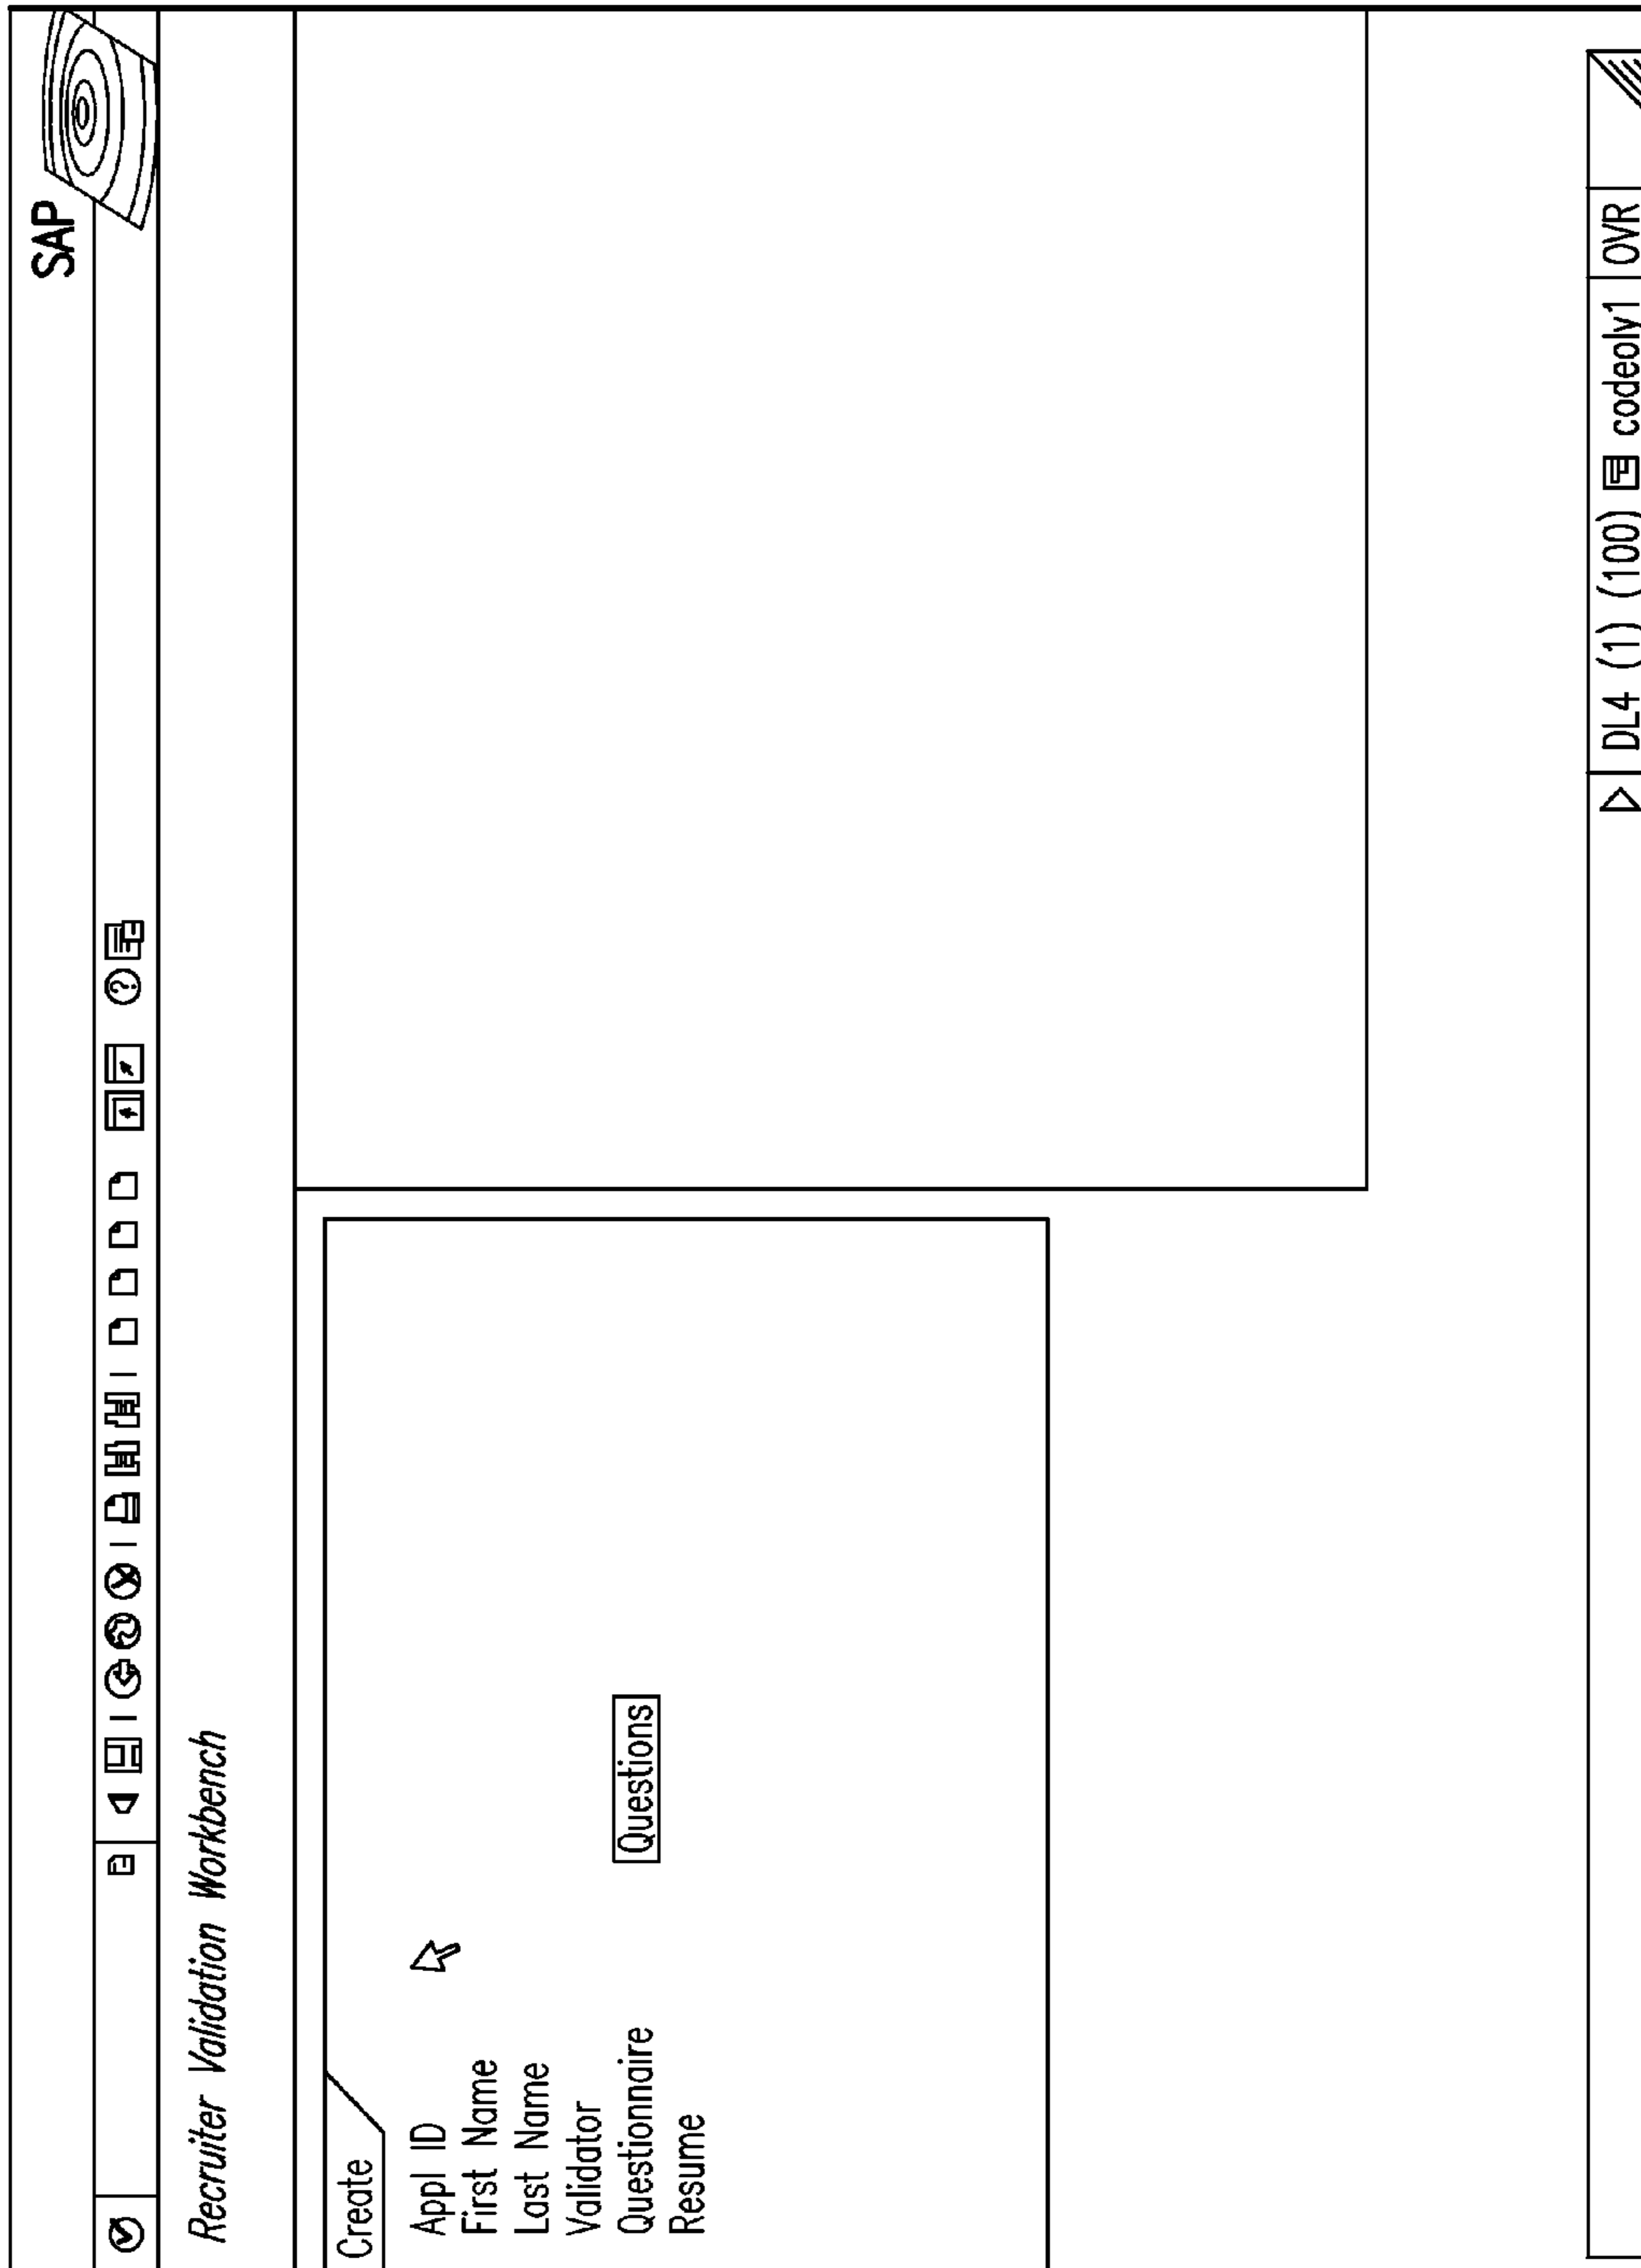 SAP
Recruiter Validation Workbench
Create
Appl ID
First Name
Last Name
Validator
Questionnaire Questions
Resume
DL4 (1) (100) codeolv1 OVR